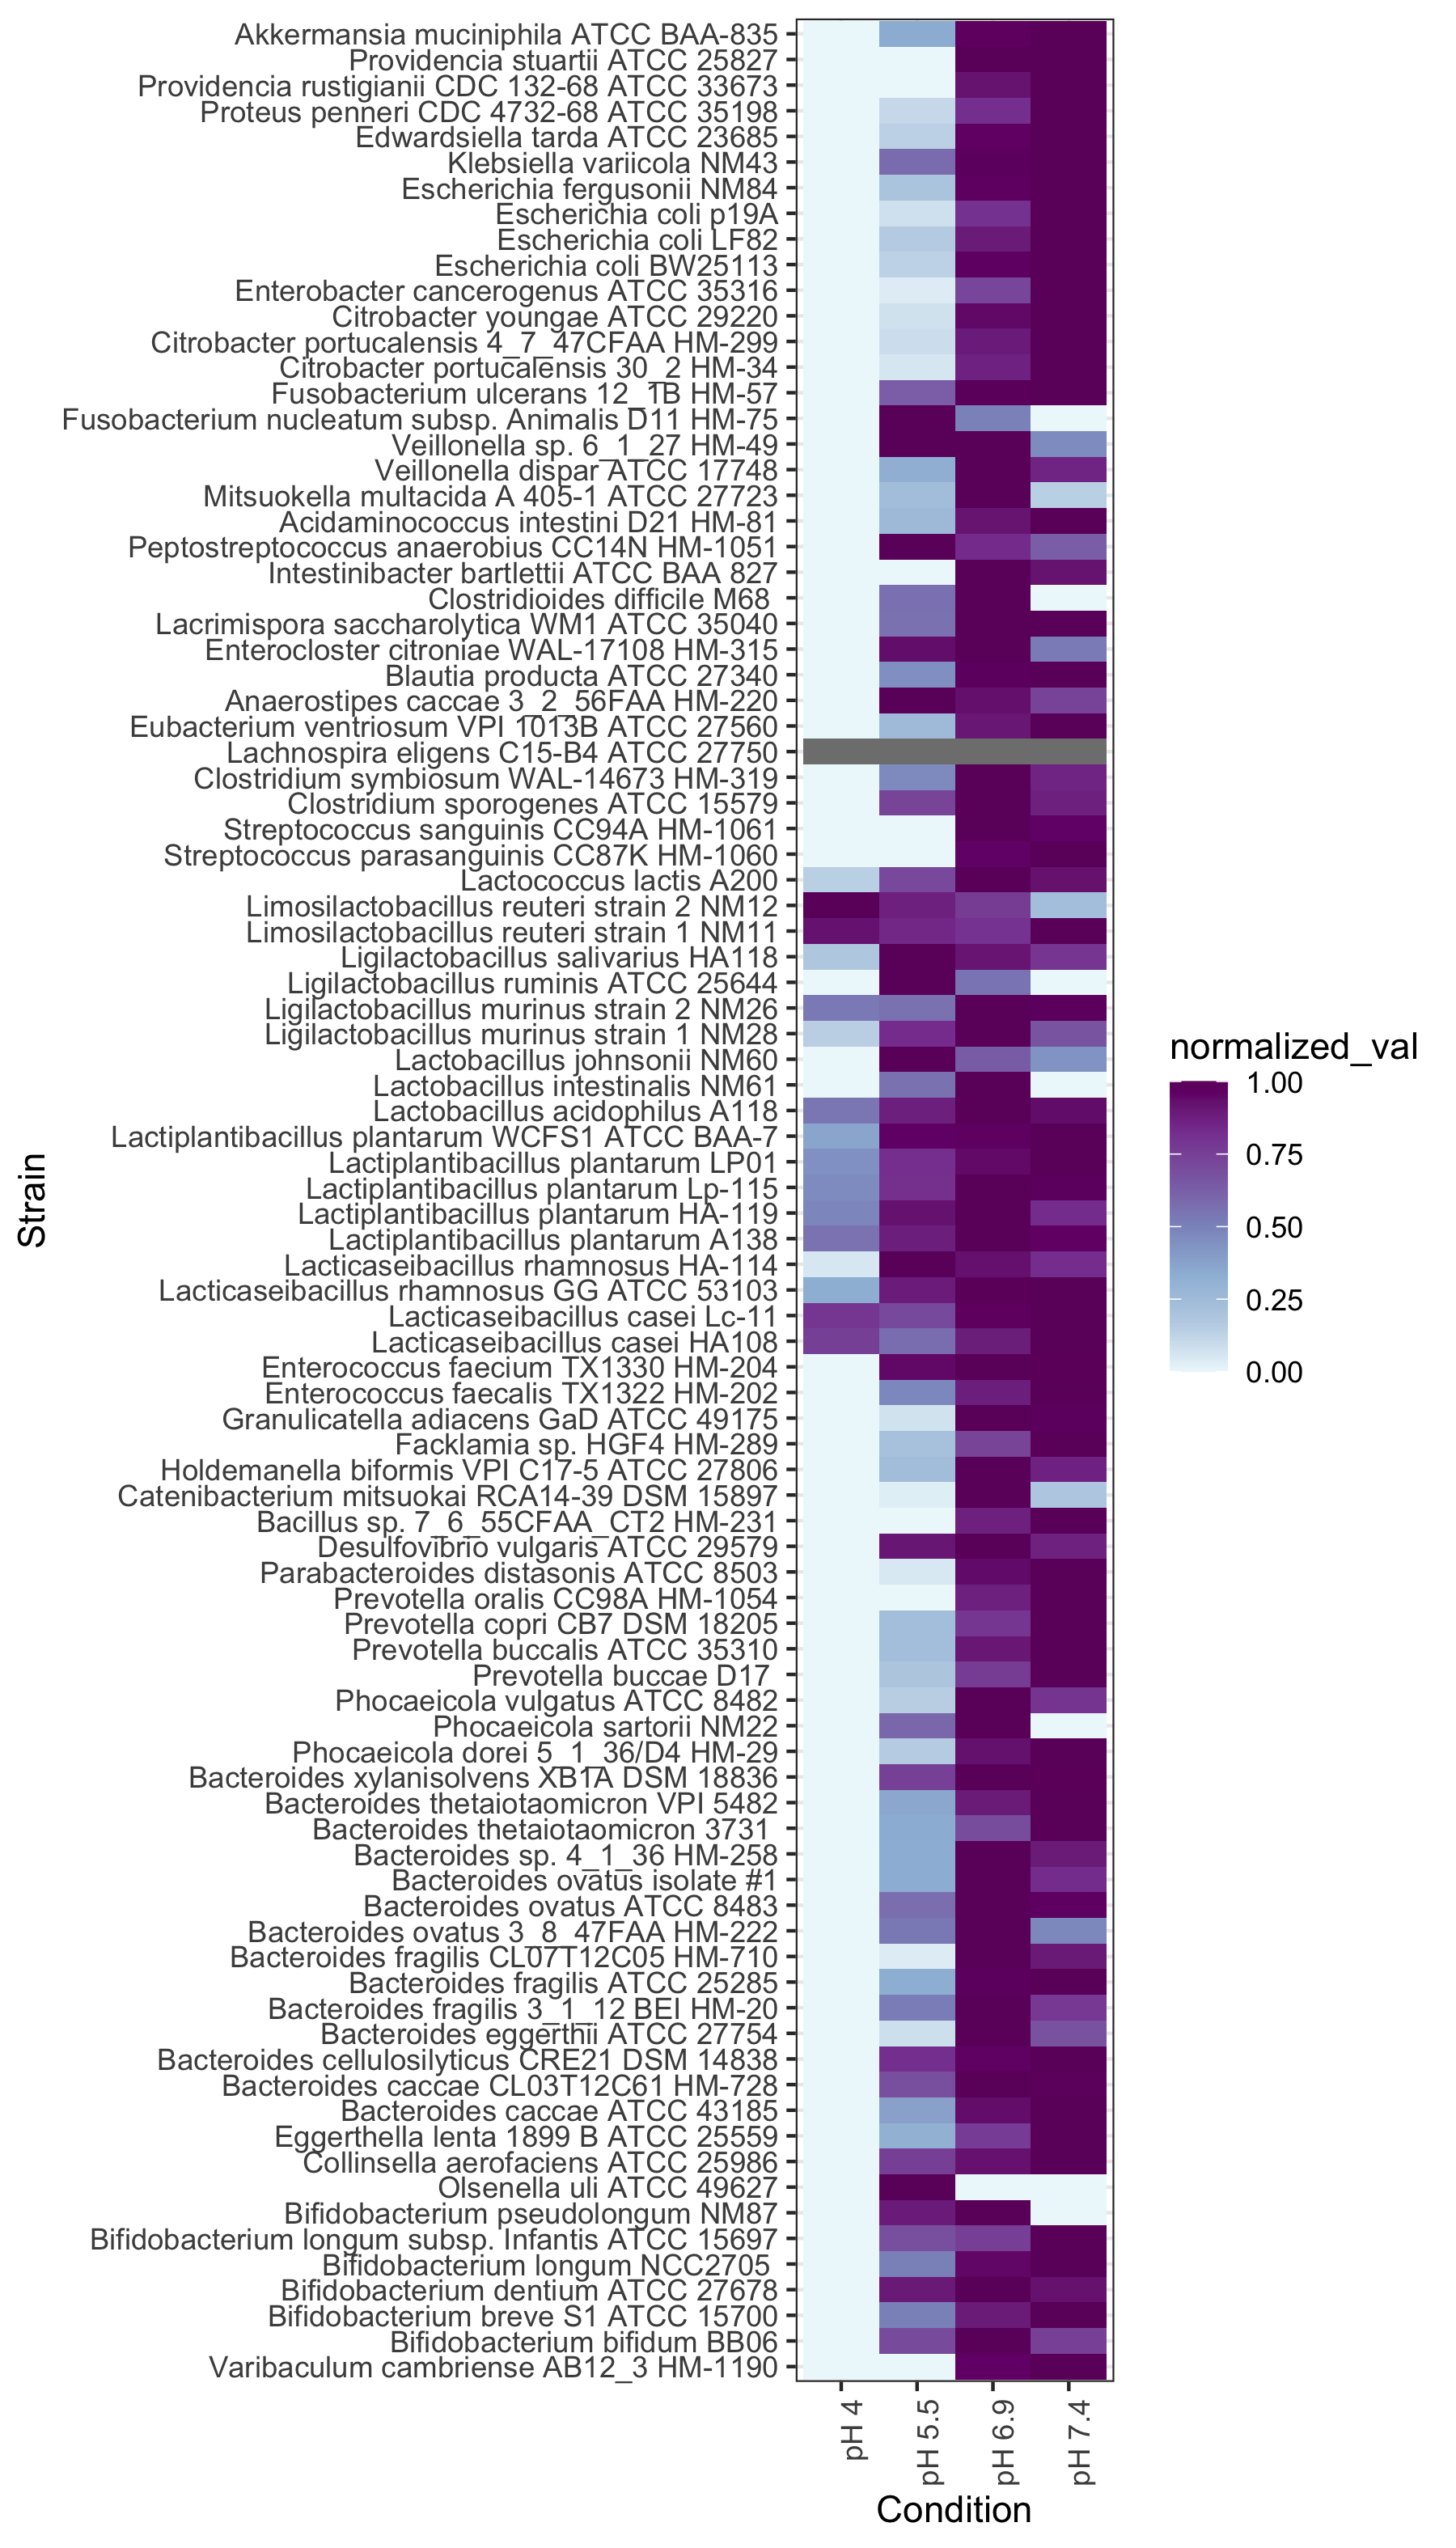 Akkermansia muciniphila ATCC BAA-835
Providencia stuartii ATCC 25827
Providencia rustigianii CDC 132-68 ATCC 33673
Proteus penneri CDC 4732-68 ATCC 35198
Edwardsiella tarda ATCC 23685
Klebsiella variicola NM43
Escherichia fergusonii NM84
Escherichia coli p19A
Escherichia coli LF82
Escherichia coli BW25113
Enterobacter cancerogenus ATCC 35316
Citrobacter youngae ATCC 29220
Citrobacter portucalensis 4_7_47CFAA HM-299
Citrobacter portucalensis 30_2 HM-34
Fusobacterium ulcerans 12_1B HM-57
Fusobacterium nucleatum subsp. Animalis D11 HM-75
Veillonella sp. 6_1_27 HM-49
Veillonella dispar ATCC 17748
Mitsuokella multacida A 405-1 ATCC 27723
Acidaminococcus intestini D21 HM-81
Peptostreptococcus anaerobius CC14N HM-1051
Intestinibacter bartlettii ATCC BAA 827
Clostridioides difficile M68
Lacrimispora saccharolytica WM1 ATCC 35040
Enterocloster citroniae WAL-17108 HM-315
Blautia producta ATCC 27340
Anaerostipes caccae 3_2_56FAA HM-220
Eubacterium ventriosum VPI 1013B ATCC 27560
Lachnospira eligens C15-B4 ATCC 27750
Clostridium symbiosum WAL-14673 HM-319
Clostridium sporogenes ATCC 15579
Streptococcus sanguinis CC94A HM-1061
Streptococcus parasanguinis CC87K HM-1060
Lactococcus lactis A200
Limosilactobacillus reuteri strain 2 NM12
Limosilactobacillus reuteri strain 1 NM11
Ligilactobacillus salivarius HA118
Ligilactobacillus ruminis ATCC 25644
Ligilactobacillus murinus strain 2 NM26
Ligilactobacillus murinus strain 1 NM28
Lactobacillus johnsonii NM60
Lactobacillus intestinalis NM61
Lactobacillus acidophilus A118
Lactiplantibacillus plantarum WCFS1 ATCC BAA-7
Lactiplantibacillus plantarum LP01
Lactiplantibacillus plantarum Lp-115
Lactiplantibacillus plantarum HA-119
Lactiplantibacillus plantarum A138
Lacticaseibacillus rhamnosus HA-114
Lacticaseibacillus rhamnosus GG ATCC 53103
Lacticaseibacillus casei Lc-11
Lacticaseibacillus casei HA108
Enterococcus faecium TX1330 HM-204
Enterococcus faecalis TX1322 HM-202
Granulicatella adiacens GaD ATCC 49175
Facklamia sp. HGF4 HM-289
Holdemanella biformis VPI C17-5 ATCC 27806
Catenibacterium mitsuokai RCA14-39 DSM 15897
Bacillus sp. 7_6_55CFAA_CT2 HM-231
Desulfovibrio vulgaris ATCC 29579
Parabacteroides distasonis ATCC 8503
Prevotella oralis CC98A HM-1054
Prevotella copri CB7 DSM 18205
Prevotella buccalis ATCC 35310
Prevotella buccae D17
Phocaeicola vulgatus ATCC 8482
Phocaeicola sartorii NM22
Phocaeicola dorei 5_1_36/D4 HM-29
Bacteroides xylanisolvens XB1A DSM 18836
Bacteroides thetaiotaomicron VPI 5482
Bacteroides thetaiotaomicron 3731
Bacteroides sp. 4_1_36 HM-258
Bacteroides ovatus isolate #1
Bacteroides ovatus ATCC 8483
Bacteroides ovatus 3_8_47FAA HM-222
Bacteroides fragilis CL07T12C05 HM-710
Bacteroides fragilis ATCC 25285
Bacteroides fragilis 3_1_12 BEI HM-20
Bacteroides eggerthii ATCC 27754
Bacteroides cellulosilyticus CRE21 DSM 14838
Bacteroides caccae CL03T12C61 HM-728
Bacteroides caccae ATCC 43185
Eggerthella lenta 1899 B ATCC 25559
Collinsella aerofaciens ATCC 25986
Olsenella uli ATCC 49627
Bifidobacterium pseudolongum NM87
Bifidobacterium longum subsp. Infantis ATCC 15697
Bifidobacterium longum NCC2705
Bifidobacterium dentium ATCC 27678
Bifidobacterium breve S1 ATCC 15700
Bifidobacterium bifidum BB06
Varibaculum cambriense AB12_3 HM-1190
Strain
pH 4
pH 5.5
pH 6.9
pH 7.4
Condition
normalized_val
1.00
0.75
0.50
0.25
0.00